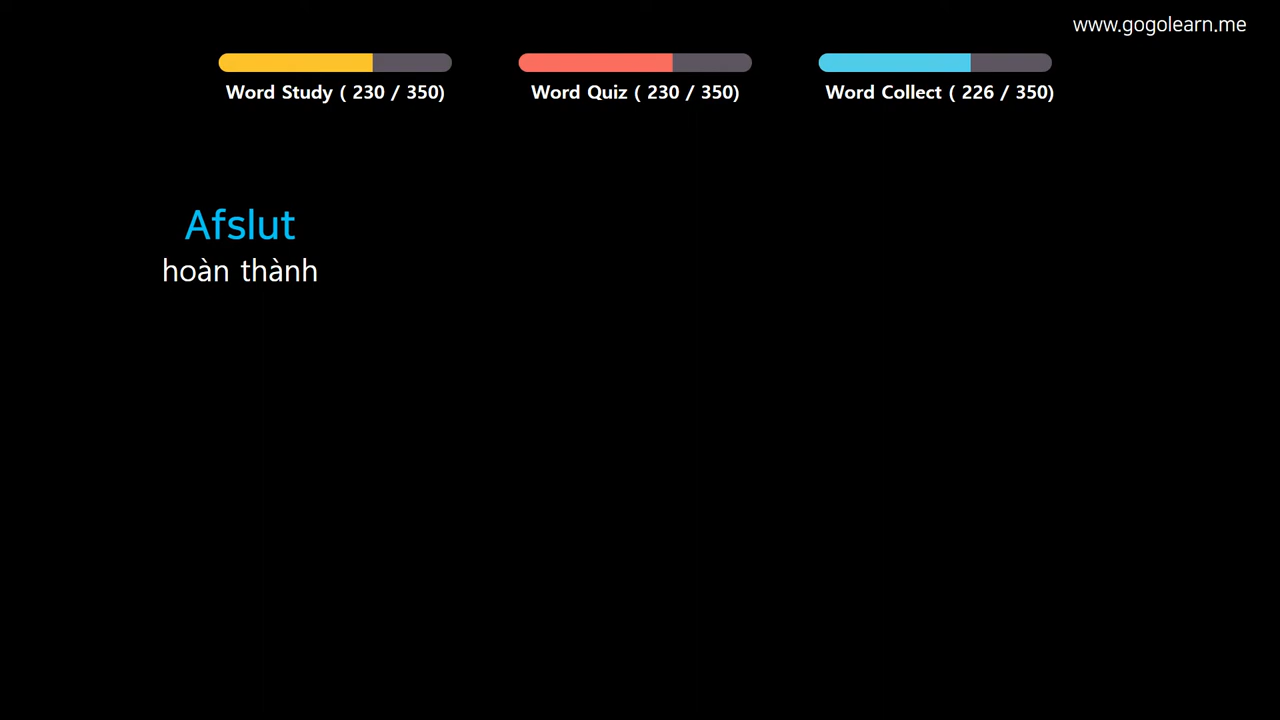 www.gogolearn.me
Word Study ( 230 / 350)
Word Quiz ( 230 / 350)
Word Collect ( 226 / 350)
Afslut
hoàn thành